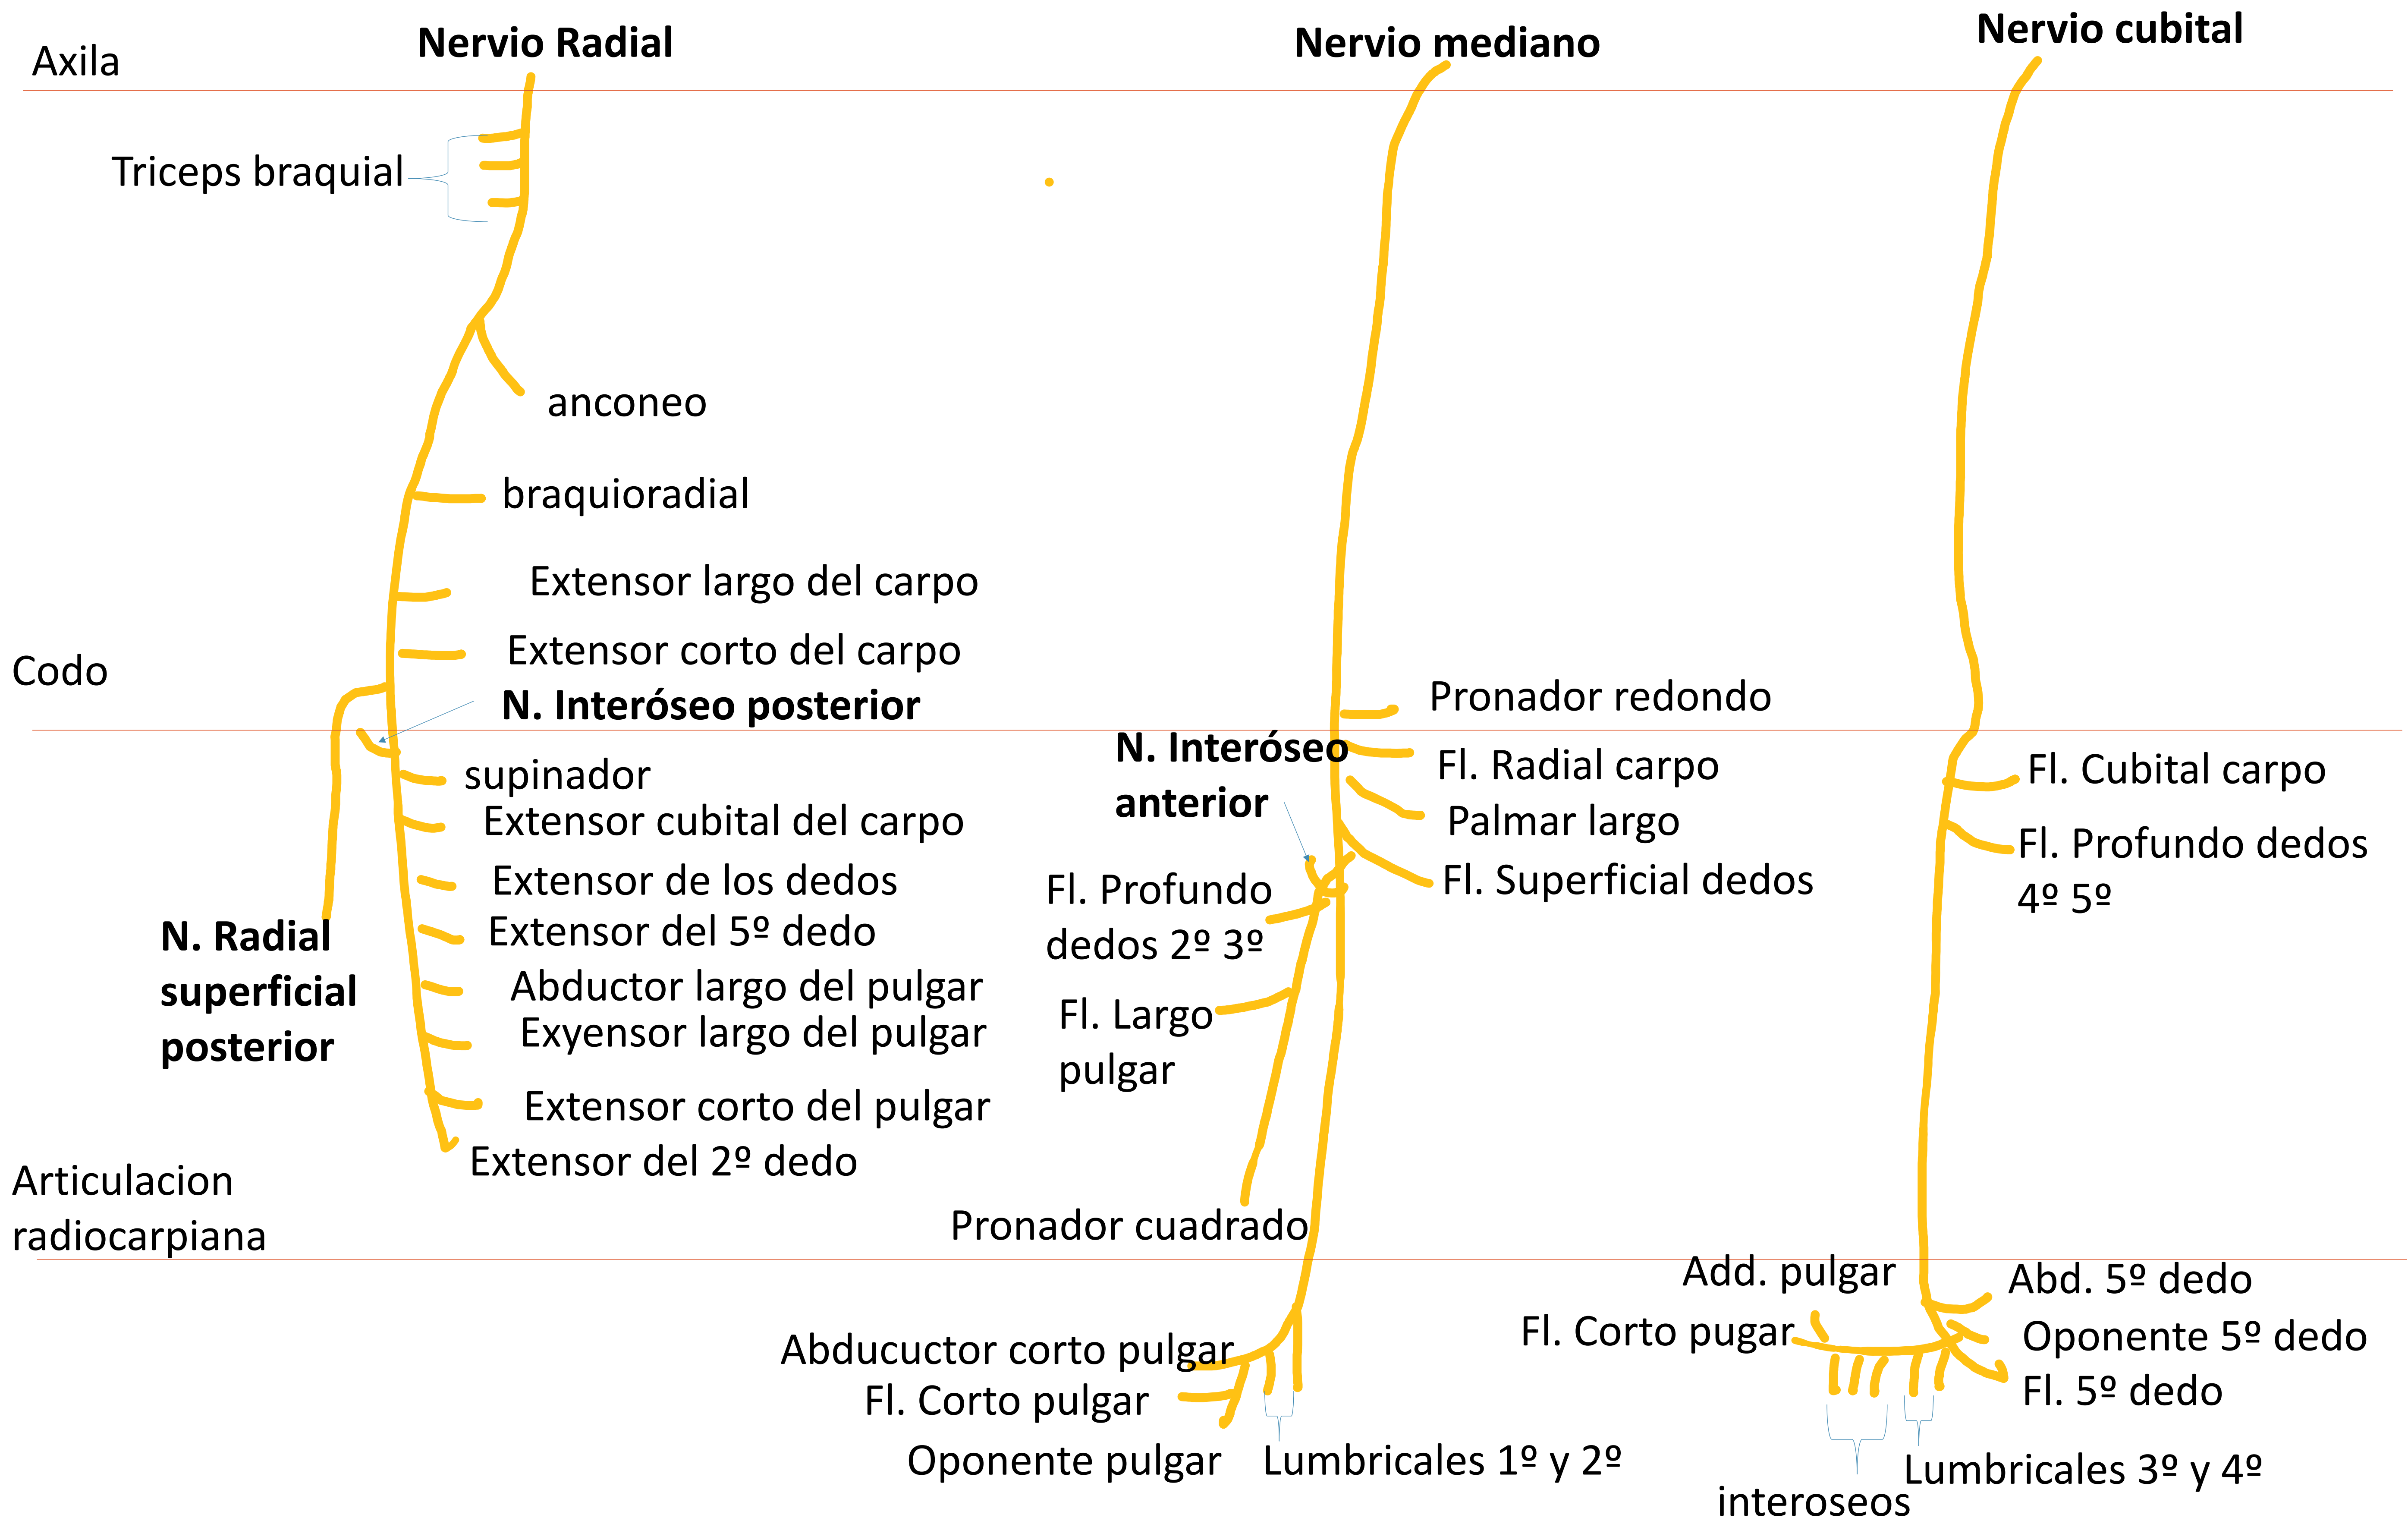 Axila
Nervio Radial
Nervio mediano
Nervio cubital
Triceps braquial
anconeo
braquioradial
Extensor largo del carpo
Extensor corto del carpo
Codo
N. Interóseo posterior
supinador
Extensor cubital del carpo
Extensor de los dedos
Extensor del 5º dedo
N. Radial
superficial
posterior
Abductor largo del pulgar
Exyensor largo del pulgar
Extensor corto del pulgar
Extensor del 2º dedo
Articulacion
radiocarpiana
Pronador redondo
N. Interóseo
anterior
Fl. Radial carpo
Palmar largo
Fl. Superficial dedos
Fl. Profundo
dedos 2º 3º
Fl. Largo
pulgar
Pronador cuadrado
Abducuctor corto pulgar
Fl. Corto pulgar
Oponente pulgar
Lumbricales 1º y 2º
Fl. Cubital carpo
Fl. Profundo dedos
4º 5º
Add. pulgar
Fl. Corto pugar
Abd. 5º dedo
Oponente 5º dedo
Fl. 5º dedo
Lumbricales 3º y 4º
interoseos